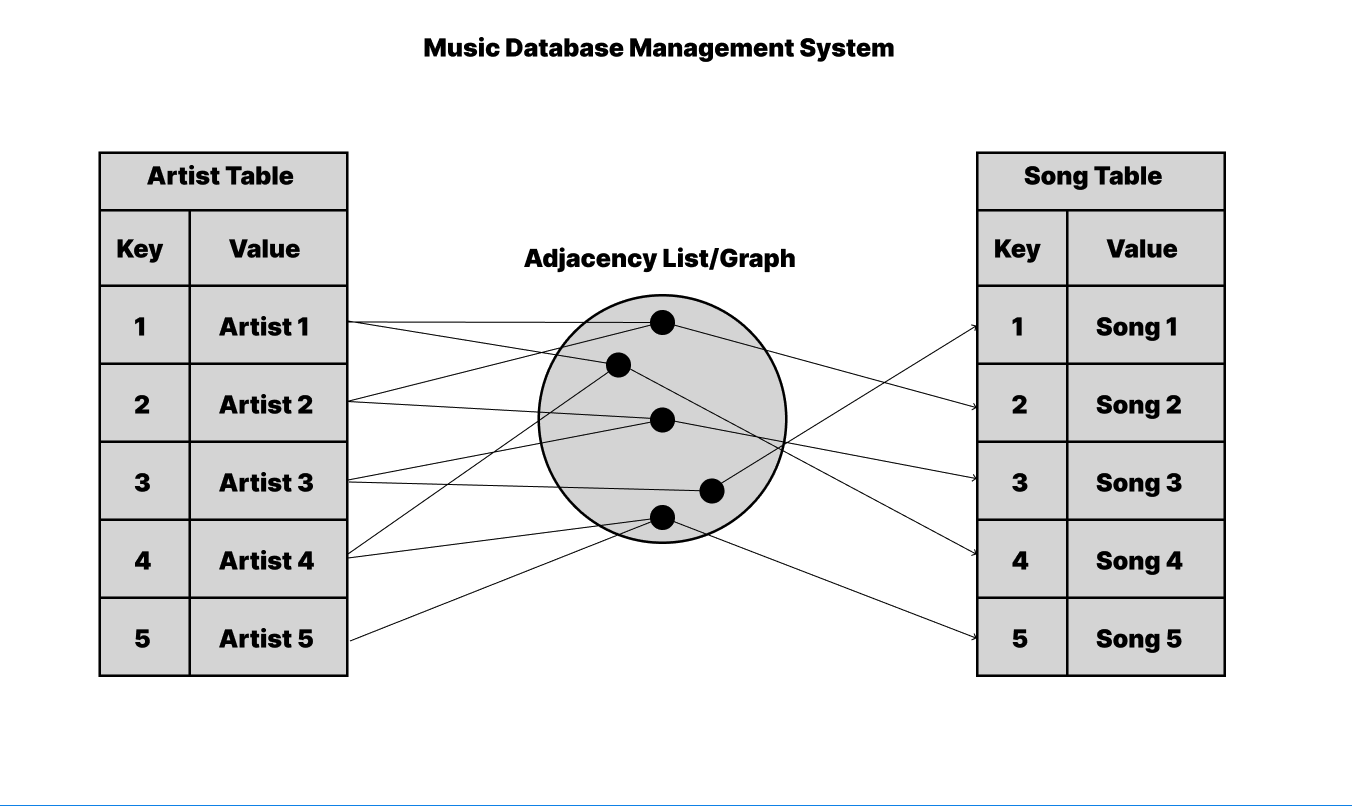 Music Database Management System
Artist Table
Key Value
1 Artist 1
2 Artist 2
3 Artist 3
4 Artist 4
5 Artist 5
Adjacency List/Graph
Song Table
Key Value
1 Song 1
2 Song 2
3 Song 3
4 Song 4
5 Song 5